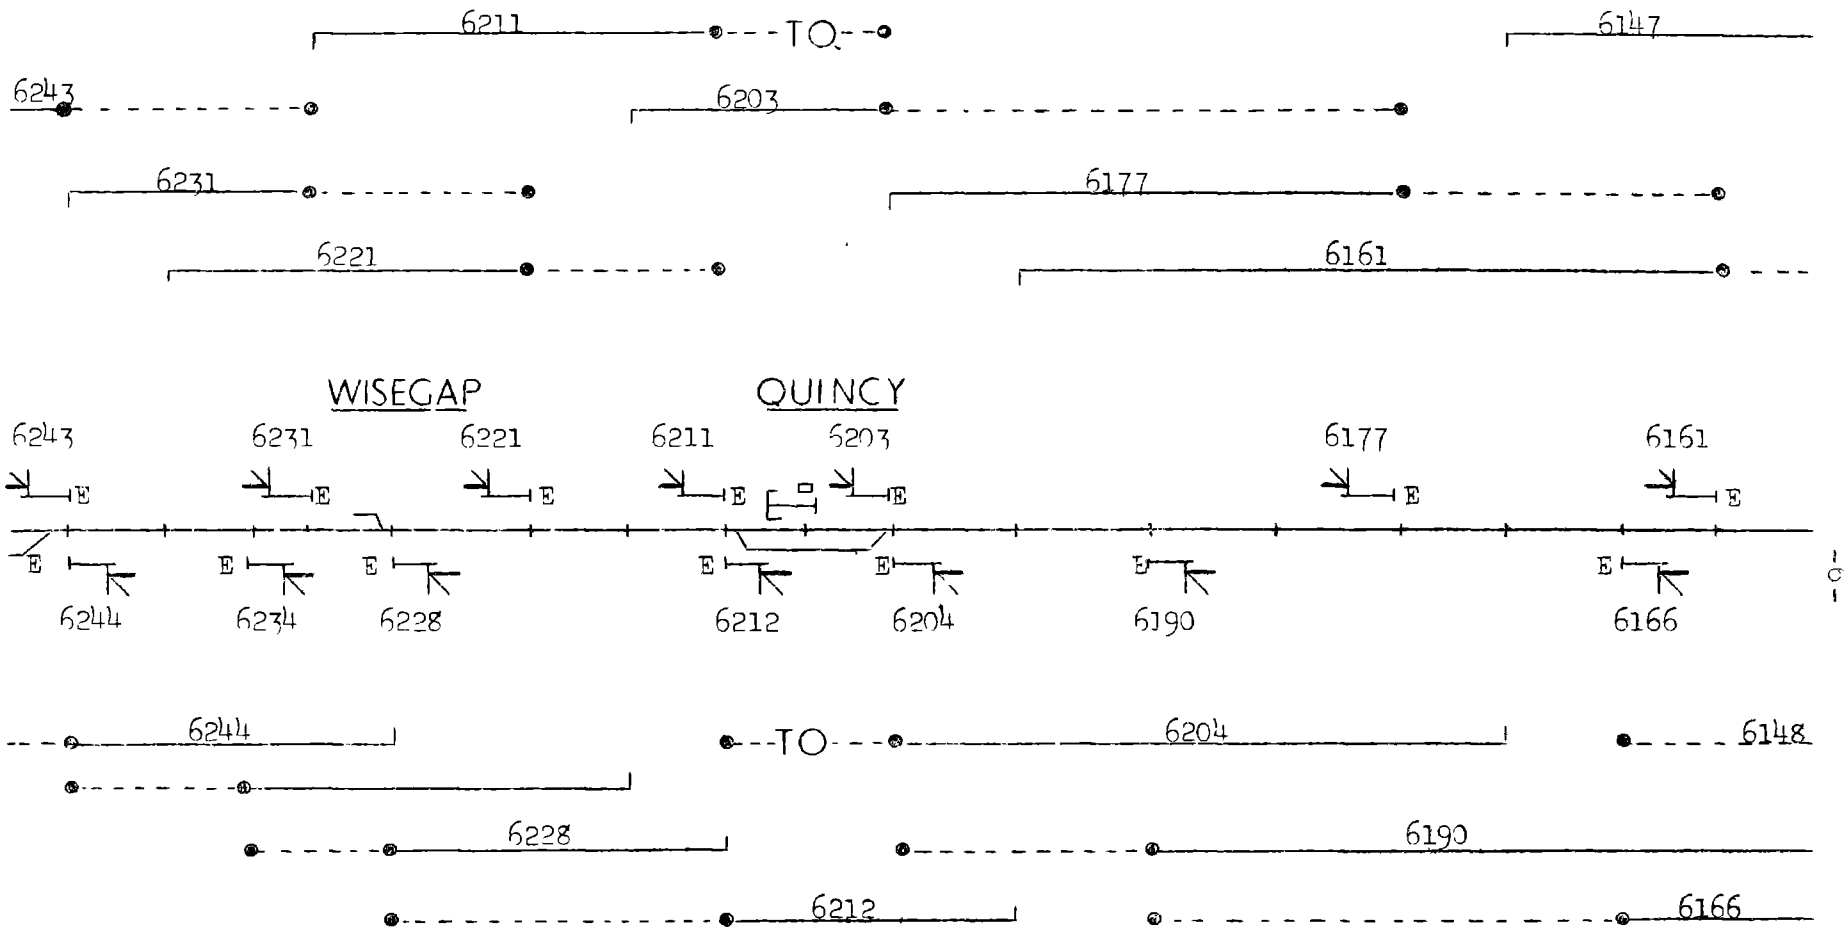 6211 TO 6147
6243 6203
6231 6177
6221 6161
WISEGAP QUINCY
6243 6231 6221 6211 6203 6177 6161
E E E E E E E
E E E E E E E
6244 6234 6228 6212 6204 6190 6166
6244 TO 6204 6148
6228 6190
6212 6166